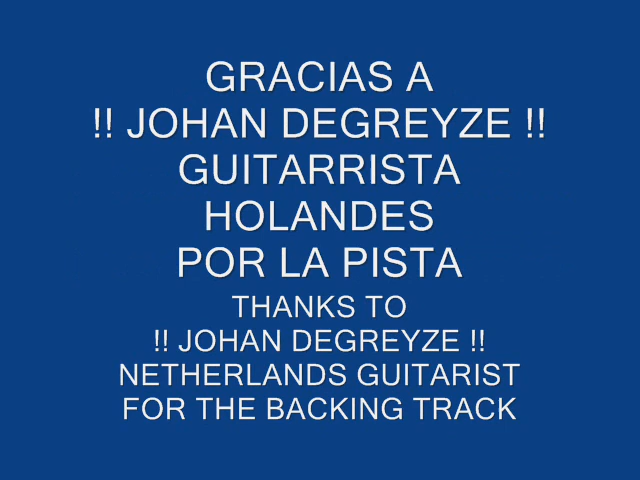 GRACIAS A
!! JOHAN DEGREYZE !!
GUITARRISTA
HOLANDES
POR LA PISTA
THANKS TO
!! JOHAN DEGREYZE !!
NETHERLANDS GUITARIST
FOR THE BACKING TRACK